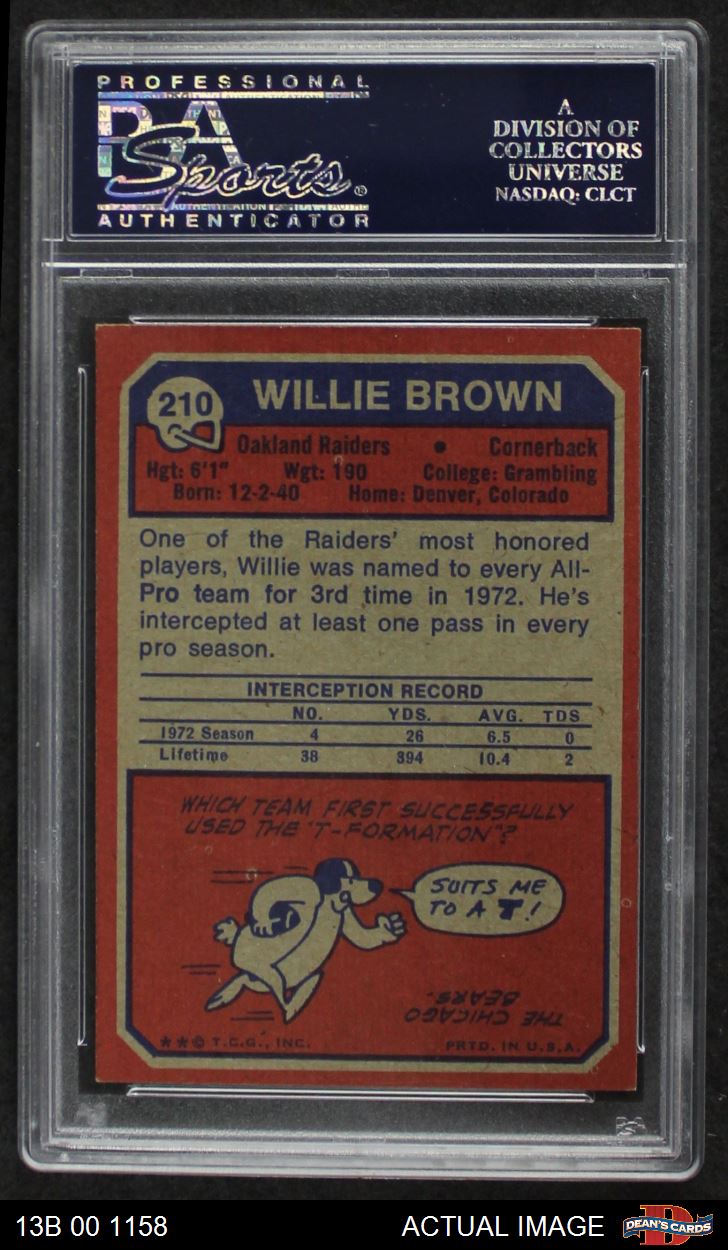 PROFESSIONAL
PSA
Sports®
AUTHENTICATOR
A
DIVISION OF
COLLECTORS
UNIVERSE
NASDAQ: CLCT
210
WILLIE BROWN
Oakland Raiders • Cornerback
Hgt: 6'1" Wgt: 190 College: Grambling
Born: 12-2-40 Home: Denver, Colorado
One of the Raiders' most honored
players, Willie was named to every All-
Pro team for 3rd time in 1972. He's
intercepted at least one pass in every
pro season.
INTERCEPTION RECORD
NO. YDS. AVG. TDS
1972 Season 4 26 6.5 0
Lifetime 38 394 10.4 2
WHICH TEAM FIRST SUCCESSFULLY
USED THE "T-FORMATION"?
SUITS ME
TO A T!
THE CHICAGO
BEARS.
**© T.C.G., INC. PRTD. IN U.S.A.
PSA
13B 00 1158
ACTUAL IMAGE
D
DEAN'S CARDS